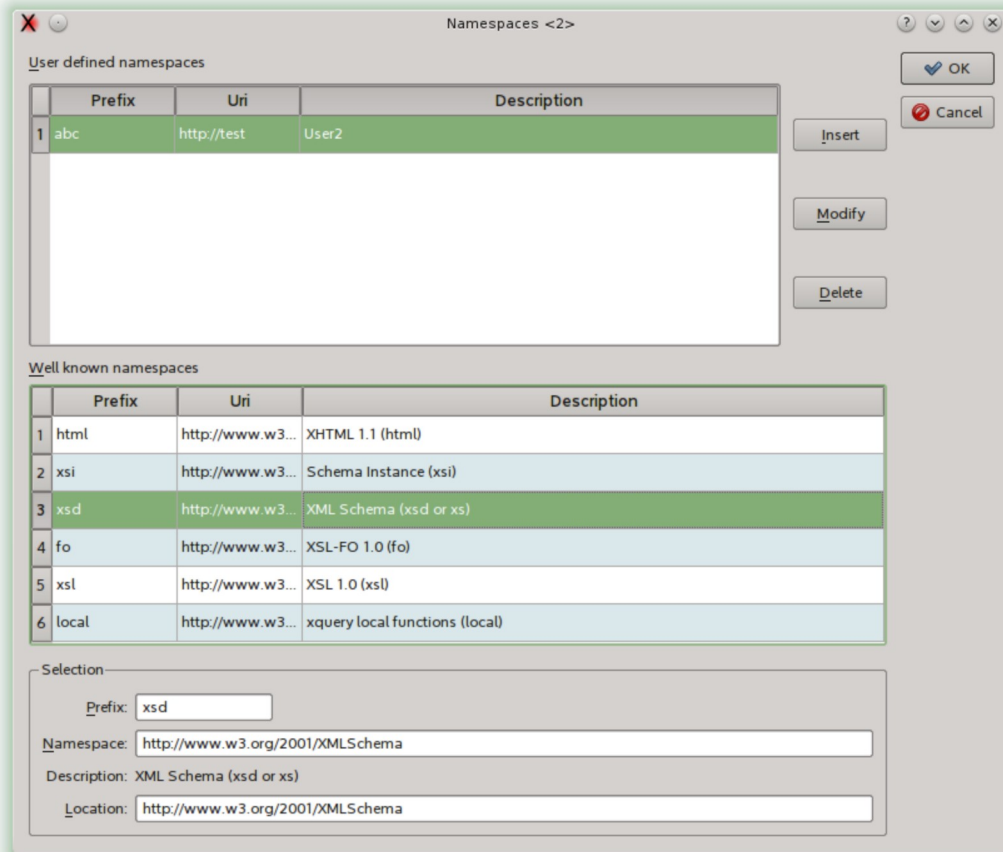 Namespaces <2>
User defined namespaces
OK
Cancel
Prefix Uri Description
1 abc http://test User2
Insert
Modify
Delete
Well known namespaces
Prefix Uri Description
1 html http://www.w3... XHTML 1.1 (html)
2 xsi http://www.w3... Schema Instance (xsi)
3 xsd http://www.w3... XML Schema (xsd or xs)
4 fo http://www.w3... XSL-FO 1.0 (fo)
5 xsl http://www.w3... XSL 1.0 (xsl)
6 local http://www.w3... xquery local functions (local)
Selection
Prefix: xsd
Namespace: http://www.w3.org/2001/XMLSchema
Description: XML Schema (xsd or xs)
Location: http://www.w3.org/2001/XMLSchema